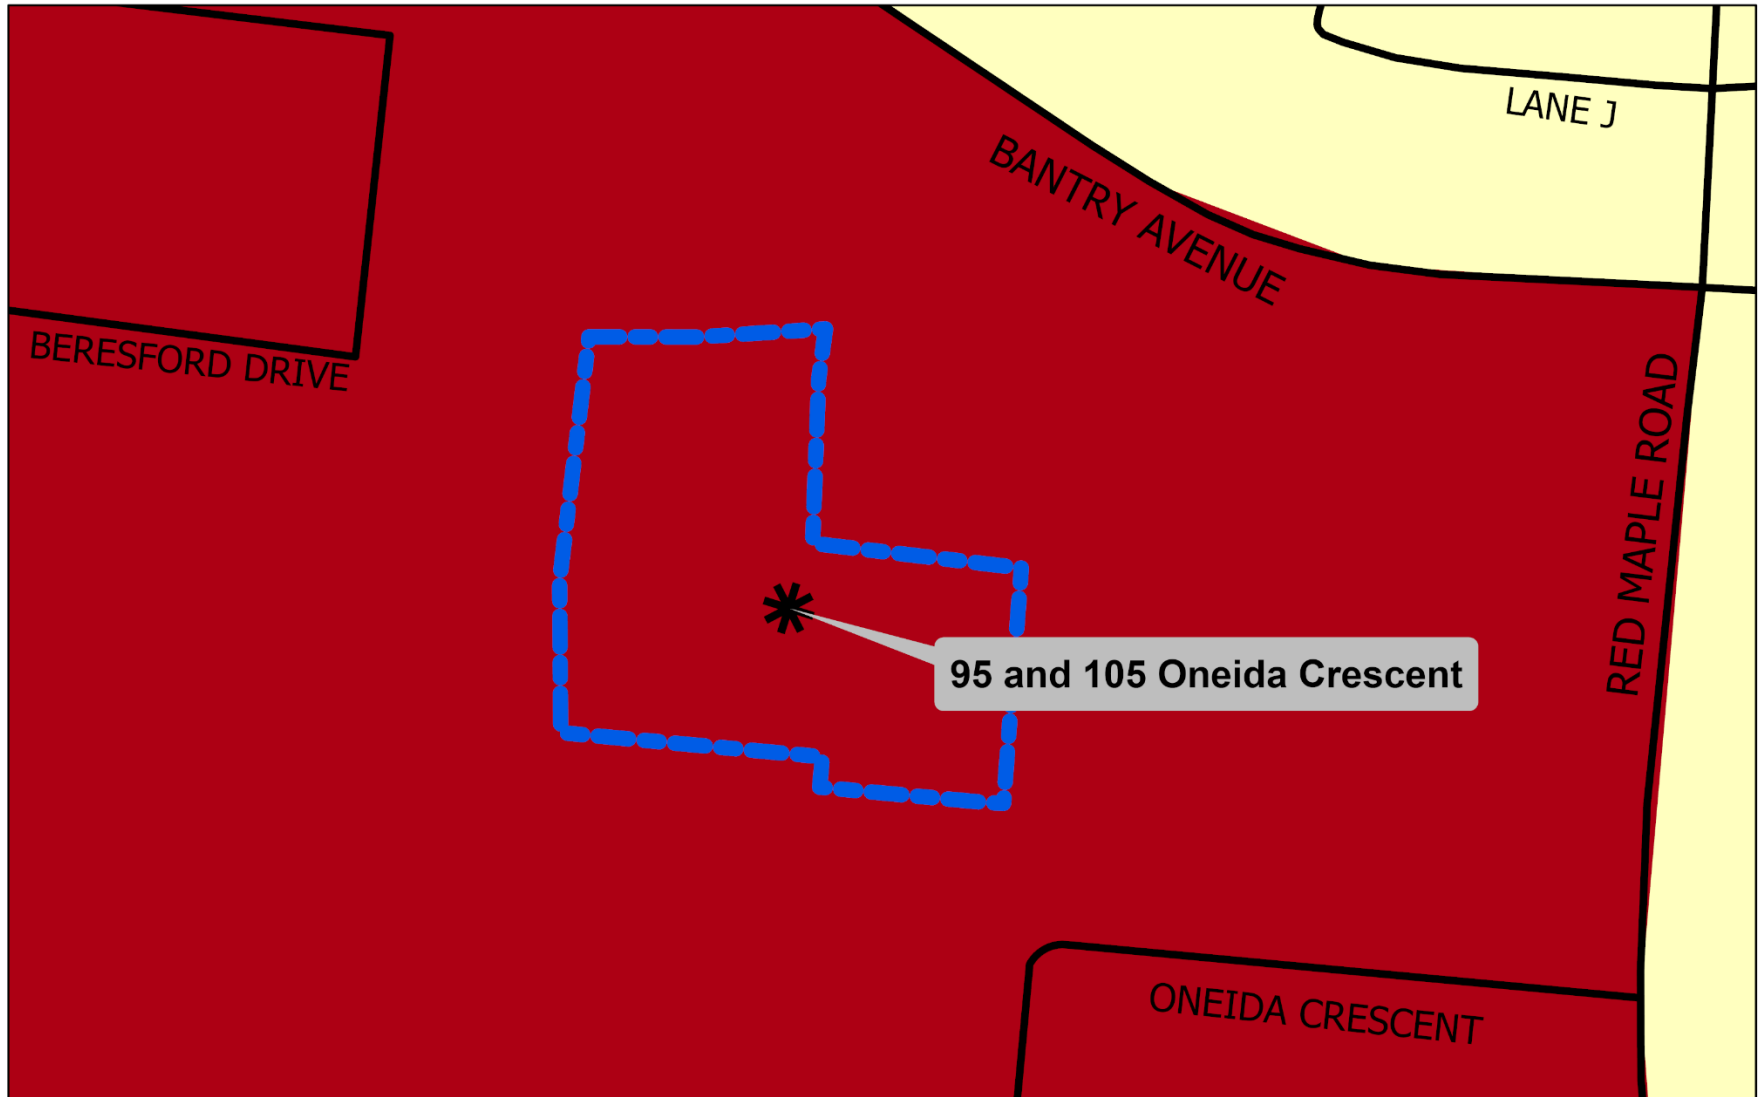 LANE J
BANTRY AVENUE
BERESFORD DRIVE
RED MAPLE ROAD
95 and 105 Oneida Crescent
ONEIDA CRESCENT